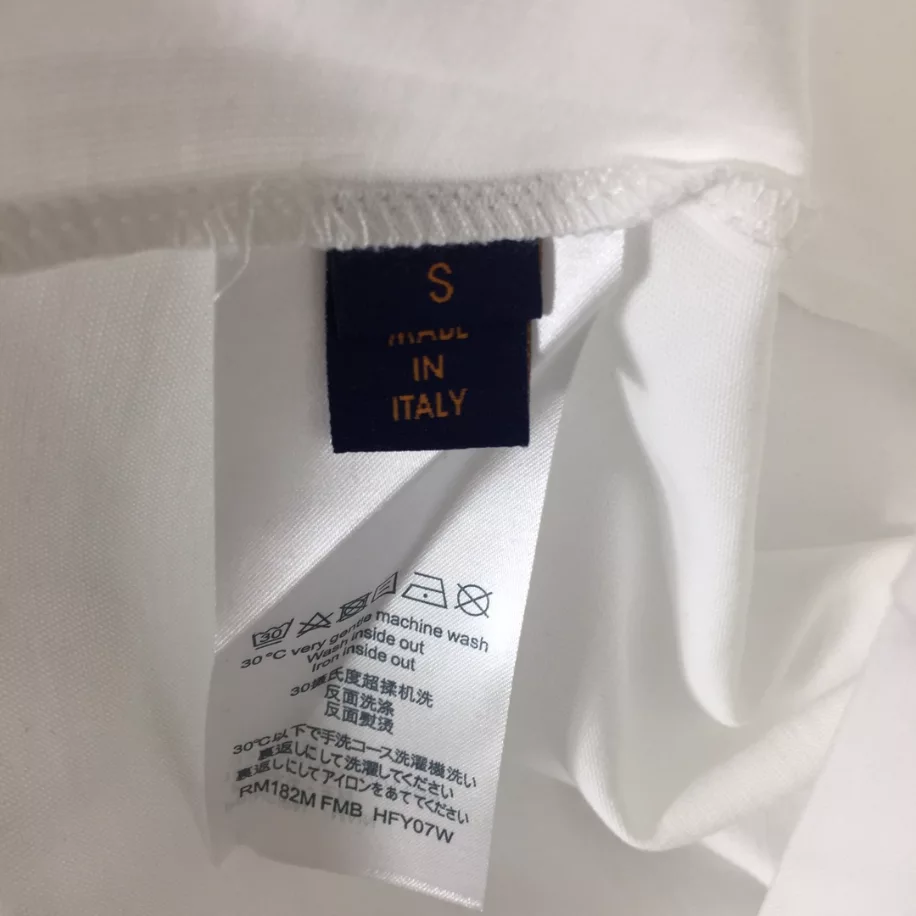 S
MADE
IN
ITALY
30
30°C very gentle machine wash
Wash inside out
Iron inside out
30摄氏度超揉机洗
反面洗涤
反面熨烫
30℃以下で手洗コース洗濯機洗い
裏返しにして洗濯してください
裏返しにしてアイロンをあててください
RM182M FMB HFY07W